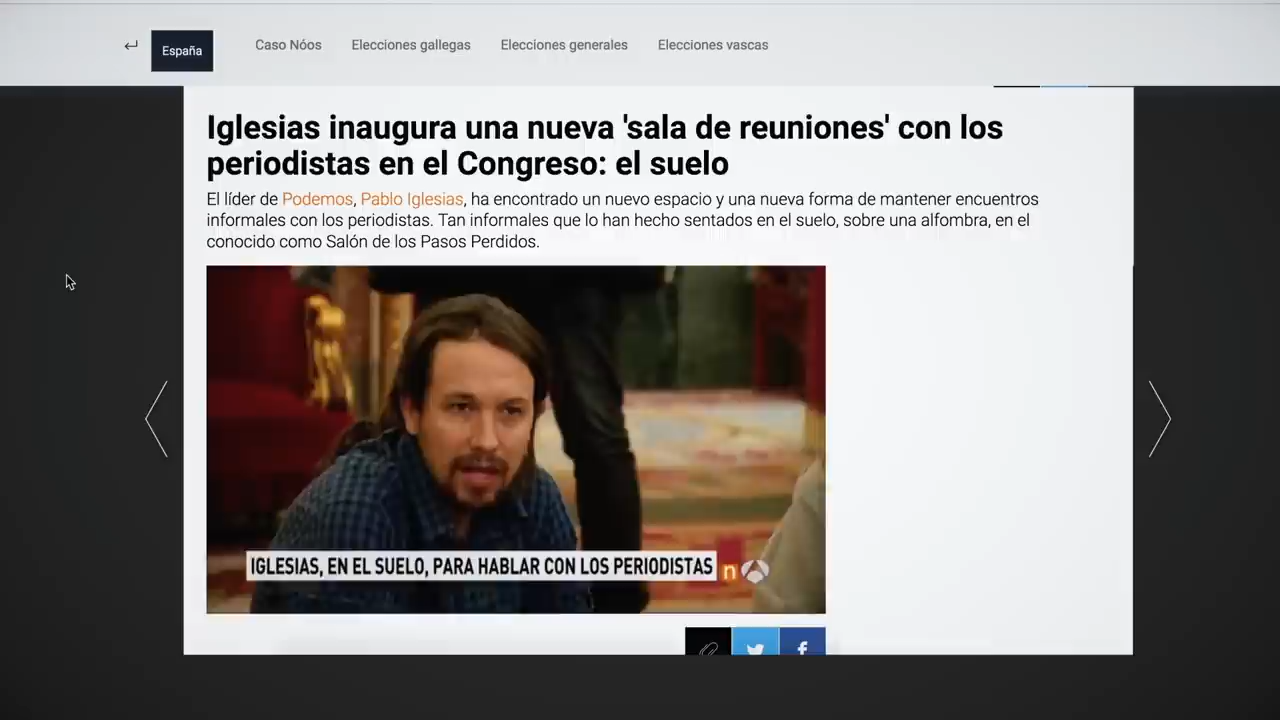 España
Caso Nóos
Elecciones gallegas
Elecciones generales
Elecciones vascas
Iglesias inaugura una nueva 'sala de reuniones' con los
periodistas en el Congreso: el suelo
El líder de Podemos, Pablo Iglesias, ha encontrado un nuevo espacio y una nueva forma de mantener encuentros
informales con los periodistas. Tan informales que lo han hecho sentados en el suelo, sobre una alfombra, en el
conocido como Salón de los Pasos Perdidos.
IGLESIAS, EN EL SUELO, PARA HABLAR CON LOS PERIODISTAS
n